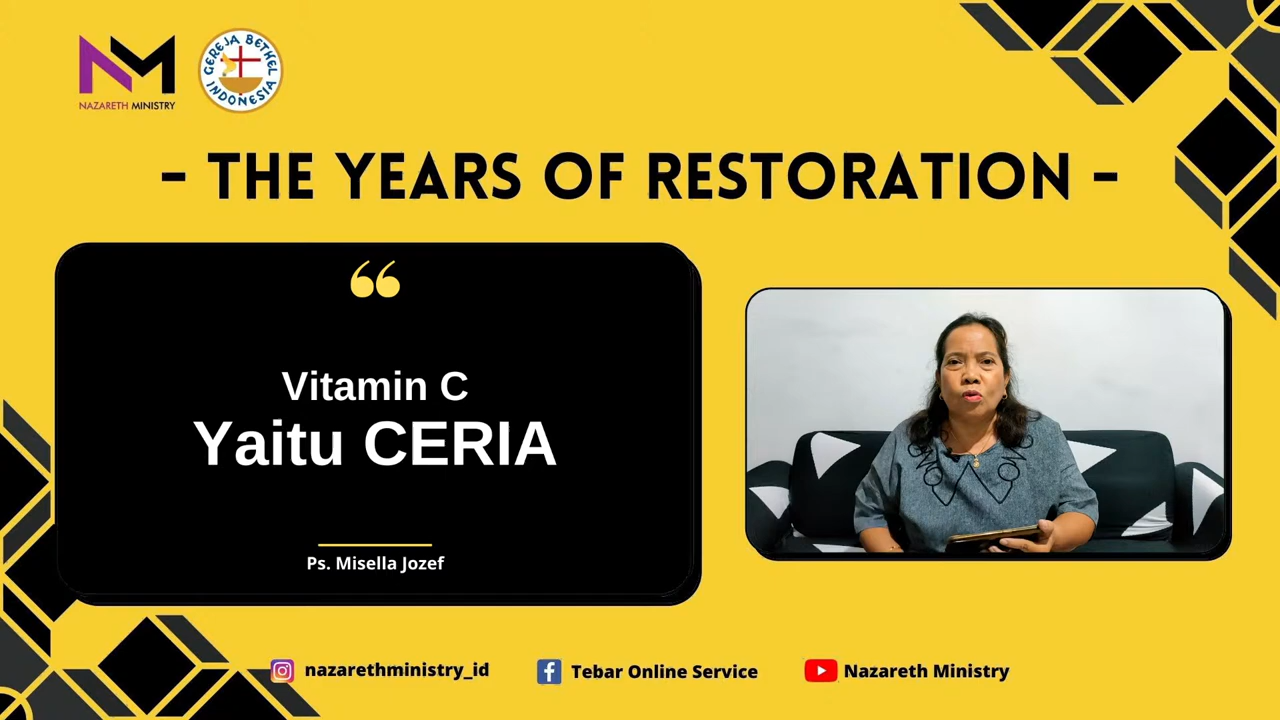 NM
NAZARETH MINISTRY
GEREJA BETHEL INDONESIA
- THE YEARS OF RESTORATION -
“
Vitamin C
Yaitu CERIA
Ps. Misella Jozef
nazarethministry_id
Tebar Online Service
Nazareth Ministry